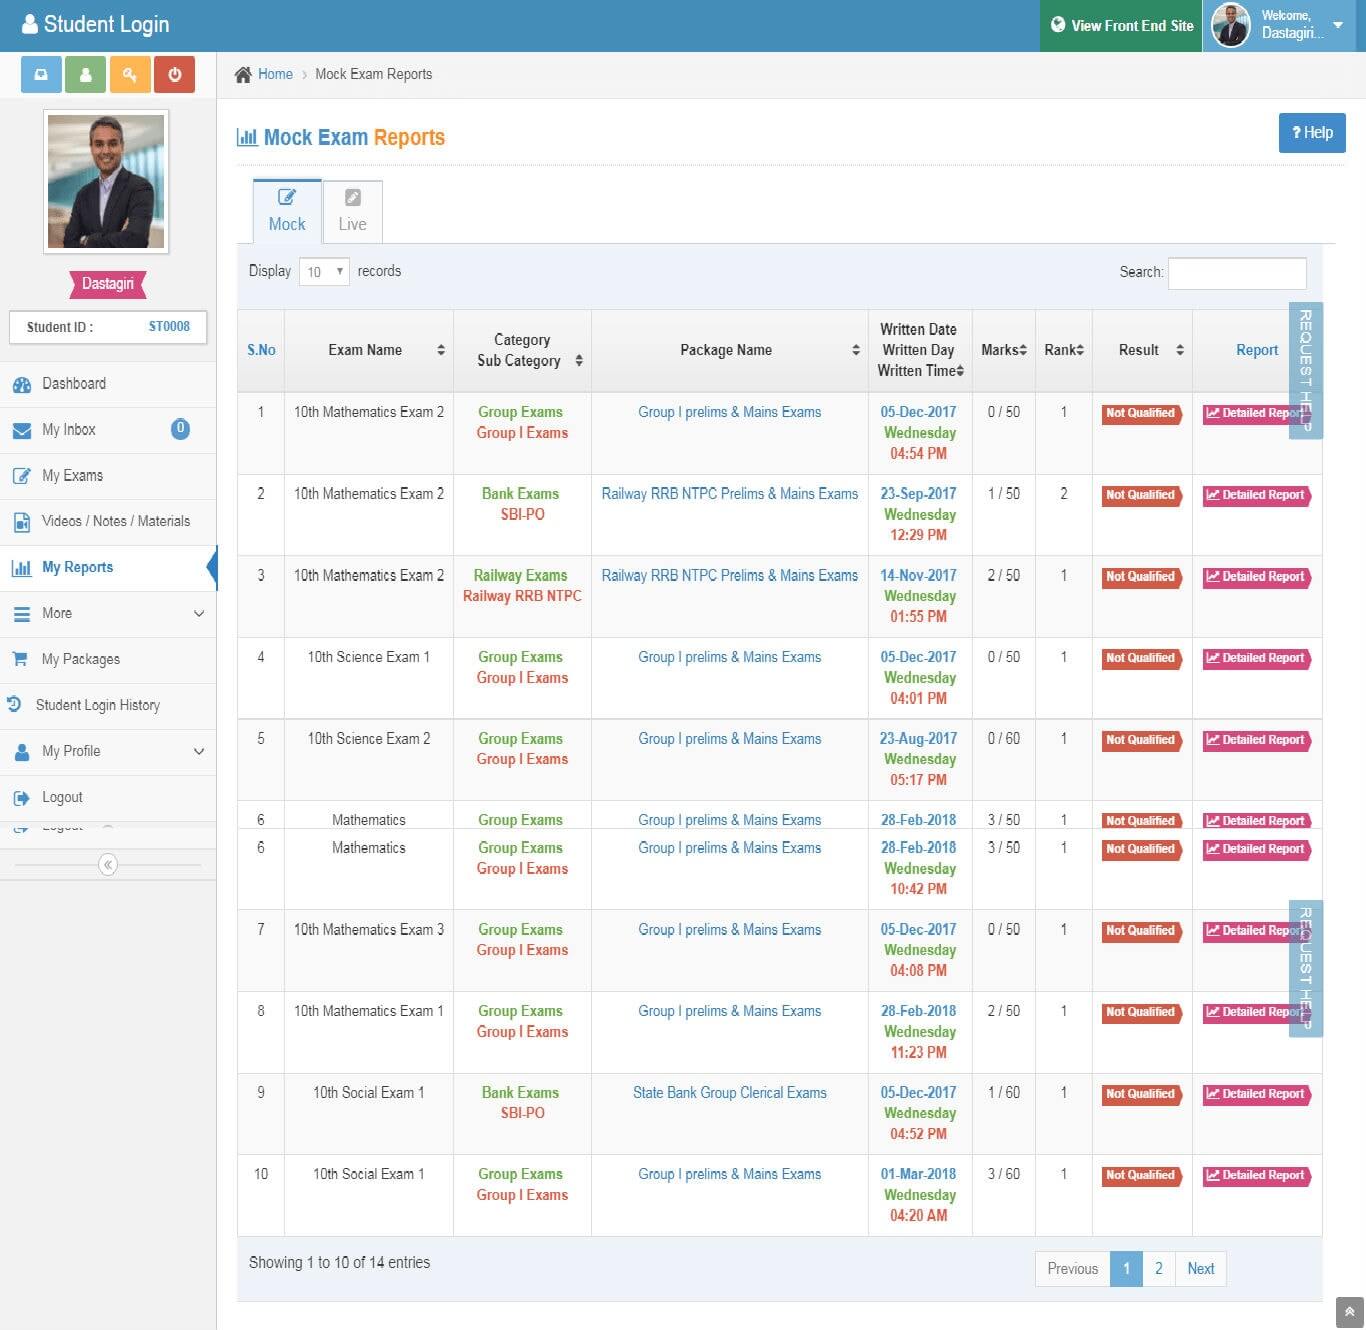 Student Login
View Front End Site
Welcome,
Dastagiri...
Home › Mock Exam Reports
Mock Exam Reports
? Help
Dastagiri
Student ID : ST0008
Dashboard
My Inbox 0
My Exams
Videos / Notes / Materials
My Reports
More
My Packages
Student Login History
My Profile
Logout
Logout
Mock
Live
Display 10 records
Search:
S.No
Exam Name
Category
Sub Category
Package Name
Written Date
Written Day
Written Time
Marks
Rank
Result
Report
REQUEST HELP
1 10th Mathematics Exam 2 Group Exams Group I prelims & Mains Exams 05-Dec-2017 0 / 50 1 Not Qualified Detailed Report
Group I Exams Wednesday
04:54 PM
2 10th Mathematics Exam 2 Bank Exams Railway RRB NTPC Prelims & Mains Exams 23-Sep-2017 1 / 50 2 Not Qualified Detailed Report
SBI-PO Wednesday
12:29 PM
3 10th Mathematics Exam 2 Railway Exams Railway RRB NTPC Prelims & Mains Exams 14-Nov-2017 2 / 50 1 Not Qualified Detailed Report
Railway RRB NTPC Wednesday
01:55 PM
4 10th Science Exam 1 Group Exams Group I prelims & Mains Exams 05-Dec-2017 0 / 50 1 Not Qualified Detailed Report
Group I Exams Wednesday
04:01 PM
5 10th Science Exam 2 Group Exams Group I prelims & Mains Exams 23-Aug-2017 0 / 60 1 Not Qualified Detailed Report
Group I Exams Wednesday
05:17 PM
6 Mathematics Group Exams Group I prelims & Mains Exams 28-Feb-2018 3 / 50 1 Not Qualified Detailed Report
6 Mathematics Group Exams Group I prelims & Mains Exams 28-Feb-2018 3 / 50 1 Not Qualified Detailed Report
Group I Exams Wednesday
10:42 PM
7 10th Mathematics Exam 3 Group Exams Group I prelims & Mains Exams 05-Dec-2017 0 / 50 1 Not Qualified Detailed Report
Group I Exams Wednesday
04:08 PM
REQUEST HELP
8 10th Mathematics Exam 1 Group Exams Group I prelims & Mains Exams 28-Feb-2018 2 / 50 1 Not Qualified Detailed Report
Group I Exams Wednesday
11:23 PM
9 10th Social Exam 1 Bank Exams State Bank Group Clerical Exams 05-Dec-2017 1 / 60 1 Not Qualified Detailed Report
SBI-PO Wednesday
04:52 PM
10 10th Social Exam 1 Group Exams Group I prelims & Mains Exams 01-Mar-2018 3 / 60 1 Not Qualified Detailed Report
Group I Exams Wednesday
04:20 AM
Showing 1 to 10 of 14 entries
Previous 1 2 Next